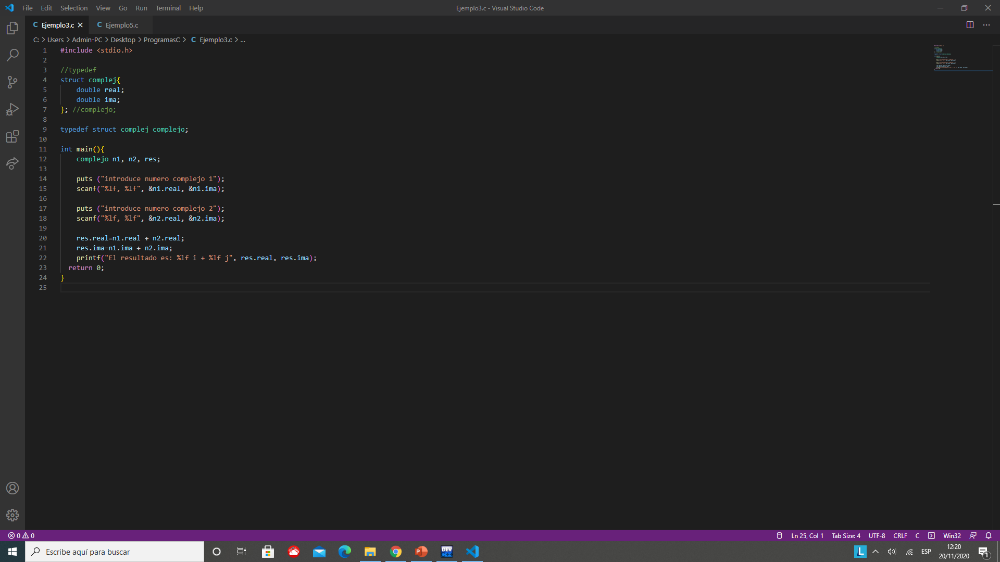 File Edit Selection View Go Run Terminal Help Ejemplo3.c - Visual Studio Code
C Ejemplo3.c C Ejemplo5.c
C: > Users > Admin-PC > Desktop > ProgramasC > C Ejemplo3.c > ...
1 #include <stdio.h>
2
3 //typedef
4 struct complej{
5 double real;
6 double ima;
7 }; //complejo;
8
9 typedef struct complej complejo;
10
11 int main(){
12 complejo n1, n2, res;
13
14 puts ("introduce numero complejo 1");
15 scanf("%lf, %lf", &n1.real, &n1.ima);
16
17 puts ("introduce numero complejo 2");
18 scanf("%lf, %lf", &n2.real, &n2.ima);
19
20 res.real=n1.real + n2.real;
21 res.ima=n1.ima + n2.ima;
22 printf("El resultado es: %lf i + %lf j", res.real, res.ima);
23 return 0;
24 }
25
0 0 Ln 25, Col 1 Tab Size: 4 UTF-8 CRLF C Win32
Escribe aquí para buscar P DEV L ESP 12:20
20/11/2020 1